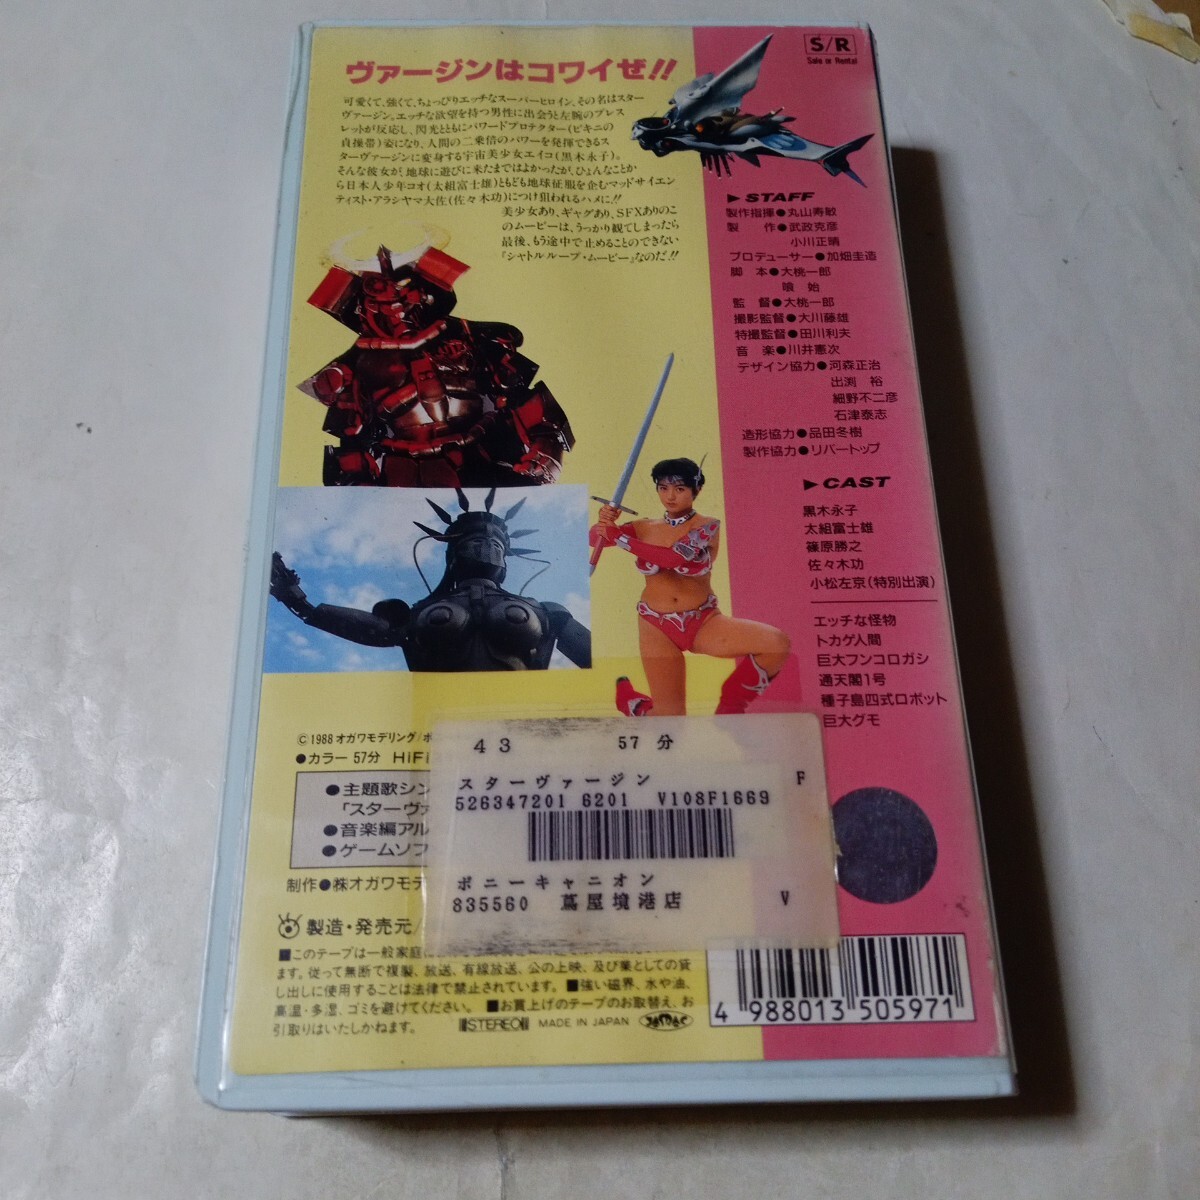 S/R
Sale or Rental
ヴァージンはコワイぜ!!
可愛くて、強くて、ちょっぴりエッチなスーパーヒロイン、その名はスター
ヴァージン。エッチな欲望を持つ男性に出会うと左腕のブレス
レットが反応し、閃光とともにパワードプロテクター(ビキニの
貞操帯)姿になり、人間の二乗倍のパワーを発揮できるス
ターヴァージンに変身する宇宙美少女エイコ(黒木永子)。
そんな彼女が、地球に遊びに来たまではよかったが、ひょんなことか
ら日本人少年コオ(太組富士雄)ともども地球征服を企むマッドサイエン
ティスト・アラシヤマ大佐(佐々木功)につけ狙われるハメに!!
美少女あり、ギャグあり、SFXありのこ
のムービーは、うっかり観てしまったら
最後、もう途中で止めることのできない
「シャトルループ・ムービー」なのだ!!
▶STAFF
製作指揮●丸山寿敏
製　作●武政克彦
小川正晴
プロデューサー●加畑圭造
脚　本●大桃一郎
喰　始
監　督●大桃一郎
撮影監督●大川藤雄
特撮監督●田川利夫
音　楽●川井憲次
デザイン協力●河森正治
出渕　裕
細野不二彦
石津泰志
造形協力●品田冬樹
製作協力●リバートップ
▶CAST
黒木永子
太組富士雄
篠原勝之
佐々木功
小松左京(特別出演)
エッチな怪物
トカゲ人間
巨大フンコロガシ
通天閣1号
種子島四式ロボット
巨大グモ
©1988 オガワモデリング/ポ
●カラー 57分 HiFi
●主題歌シン
「スターヴァ
●音楽編アル
●ゲームソフ
制作●(株)オガワモデ
43 57分
スターヴァージン F
526347201 6201 V108F1669
ポニーキャニオン
835560 蔦屋境港店 V
製造・発売元/
■このテープは一般家庭
ます。従って無断で複製、放送、有線放送、公の上映、及び業としての貸
し出しに使用することは法律で禁止されています。■強い磁界、水や油、
高温・多湿、ゴミを避けてください。■お買上げのテープのお取替え、お
引取りはいたしかねます。
STEREO MADE IN JAPAN
4 988013 505971